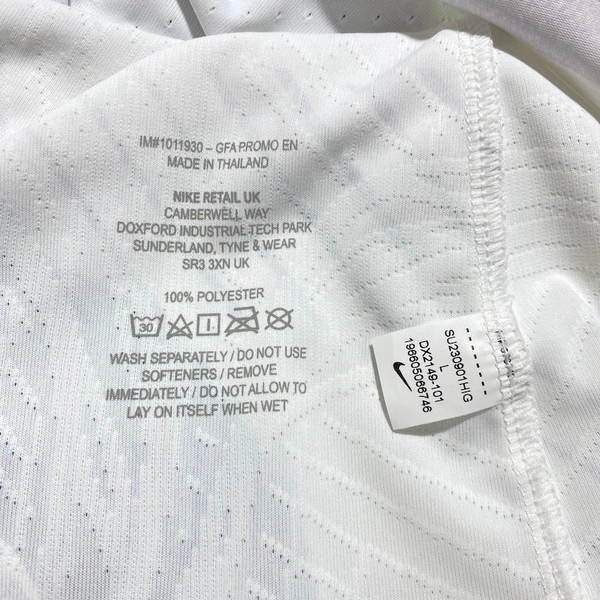 IM#1011930 – GFA PROMO EN
MADE IN THAILAND
NIKE RETAIL UK
CAMBERWELL WAY
DOXFORD INDUSTRIAL TECH PARK
SUNDERLAND, TYNE & WEAR
SR3 3XN UK
100% POLYESTER
30
WASH SEPARATELY / DO NOT USE
SOFTENERS / REMOVE
IMMEDIATELY / DO NOT ALLOW TO
LAY ON ITSELF WHEN WET
SU230901HIG
L
DX2149-101
196605066746